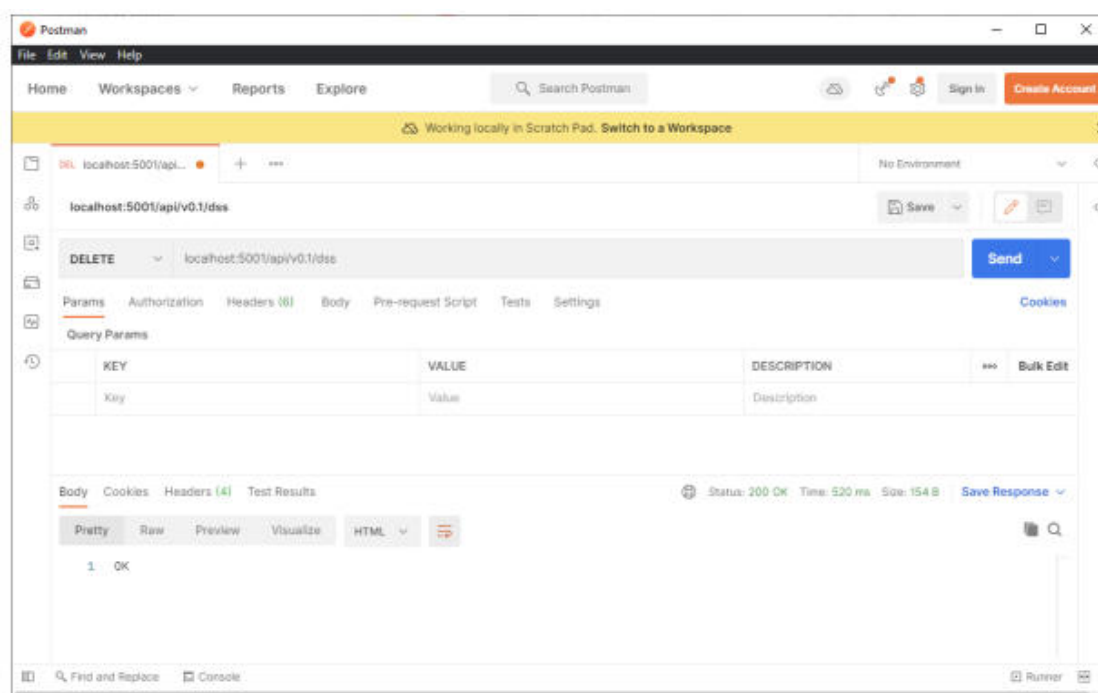 Postman
File Edit View Help
Home Workspaces Reports Explore Search Postman Sign In Create Account
Working locally in Scratch Pad. Switch to a Workspace
DEL localhost:5001/api... No Environment
localhost:5001/api/v0.1/dss Save
DELETE localhost:5001/api/v0.1/dss Send
Params Authorization Headers (6) Body Pre-request Script Tests Settings Cookies
Query Params
KEY VALUE DESCRIPTION Bulk Edit
Key Value Description
Body Cookies Headers (4) Test Results Status: 200 OK Time: 520 ms Size: 154 B Save Response
Pretty Raw Preview Visualize HTML
1 OK
Find and Replace Console Runner